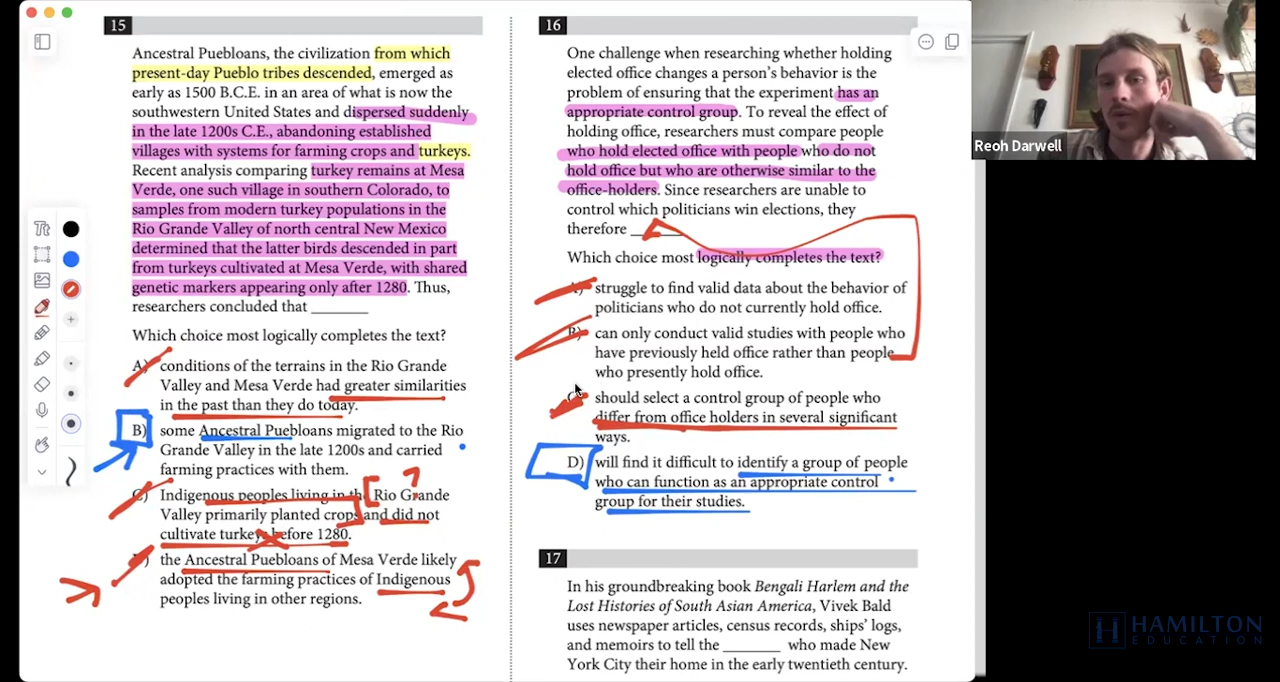 15
Ancestral Puebloans, the civilization from which
present-day Pueblo tribes descended, emerged as
early as 1500 B.C.E. in an area of what is now the
southwestern United States and dispersed suddenly
in the late 1200s C.E., abandoning established
villages with systems for farming crops and turkeys.
Recent analysis comparing turkey remains at Mesa
Verde, one such village in southern Colorado, to
samples from modern turkey populations in the
Rio Grande Valley of north central New Mexico
determined that the latter birds descended in part
from turkeys cultivated at Mesa Verde, with shared
genetic markers appearing only after 1280. Thus,
researchers concluded that ______
Which choice most logically completes the text?
A) conditions of the terrains in the Rio Grande
Valley and Mesa Verde had greater similarities
in the past than they do today.
B) some Ancestral Puebloans migrated to the Rio
Grande Valley in the late 1200s and carried
farming practices with them.
C) Indigenous peoples living in the Rio Grande
Valley primarily planted crops and did not
cultivate turkeys before 1280.
D) the Ancestral Puebloans of Mesa Verde likely
adopted the farming practices of Indigenous
peoples living in other regions.
?
16
One challenge when researching whether holding
elected office changes a person's behavior is the
problem of ensuring that the experiment has an
appropriate control group. To reveal the effect of
holding office, researchers must compare people
who hold elected office with people who do not
hold office but who are otherwise similar to the
office-holders. Since researchers are unable to
control which politicians win elections, they
therefore ______
Which choice most logically completes the text?
A) struggle to find valid data about the behavior of
politicians who do not currently hold office.
B) can only conduct valid studies with people who
have previously held office rather than people
who presently hold office.
C) should select a control group of people who
differ from office holders in several significant
ways.
D) will find it difficult to identify a group of people
who can function as an appropriate control
group for their studies.
17
In his groundbreaking book Bengali Harlem and the
Lost Histories of South Asian America, Vivek Bald
uses newspaper articles, census records, ships' logs,
and memoirs to tell the ______ who made New
York City their home in the early twentieth century.
Tt
Reoh Darwell
HAMILTON
EDUCATION